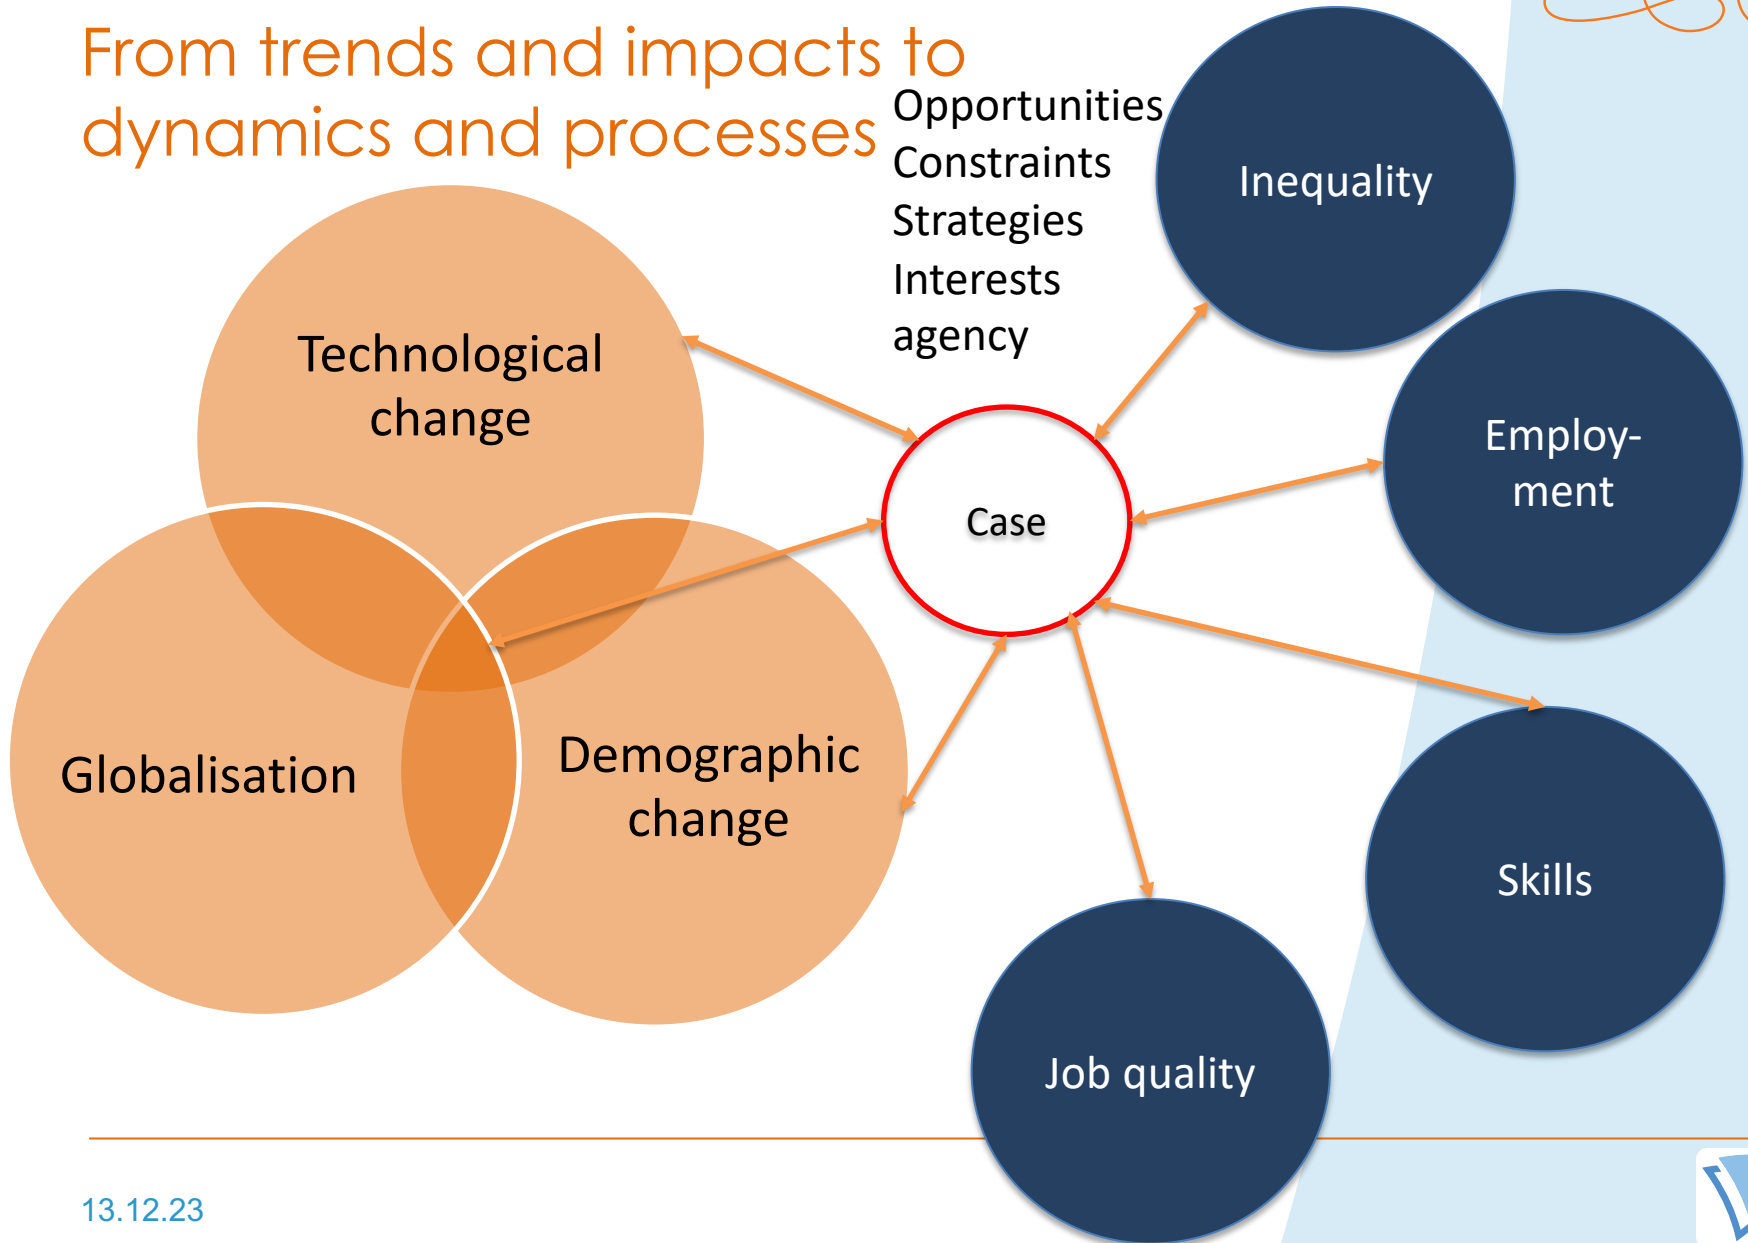 From trends and impacts to
dynamics and processes
Opportunities
Constraints
Strategies
Interests
agency
Inequality
Technological
change
Employ-
ment
Case
Globalisation
Demographic
change
Skills
Job quality
13.12.23